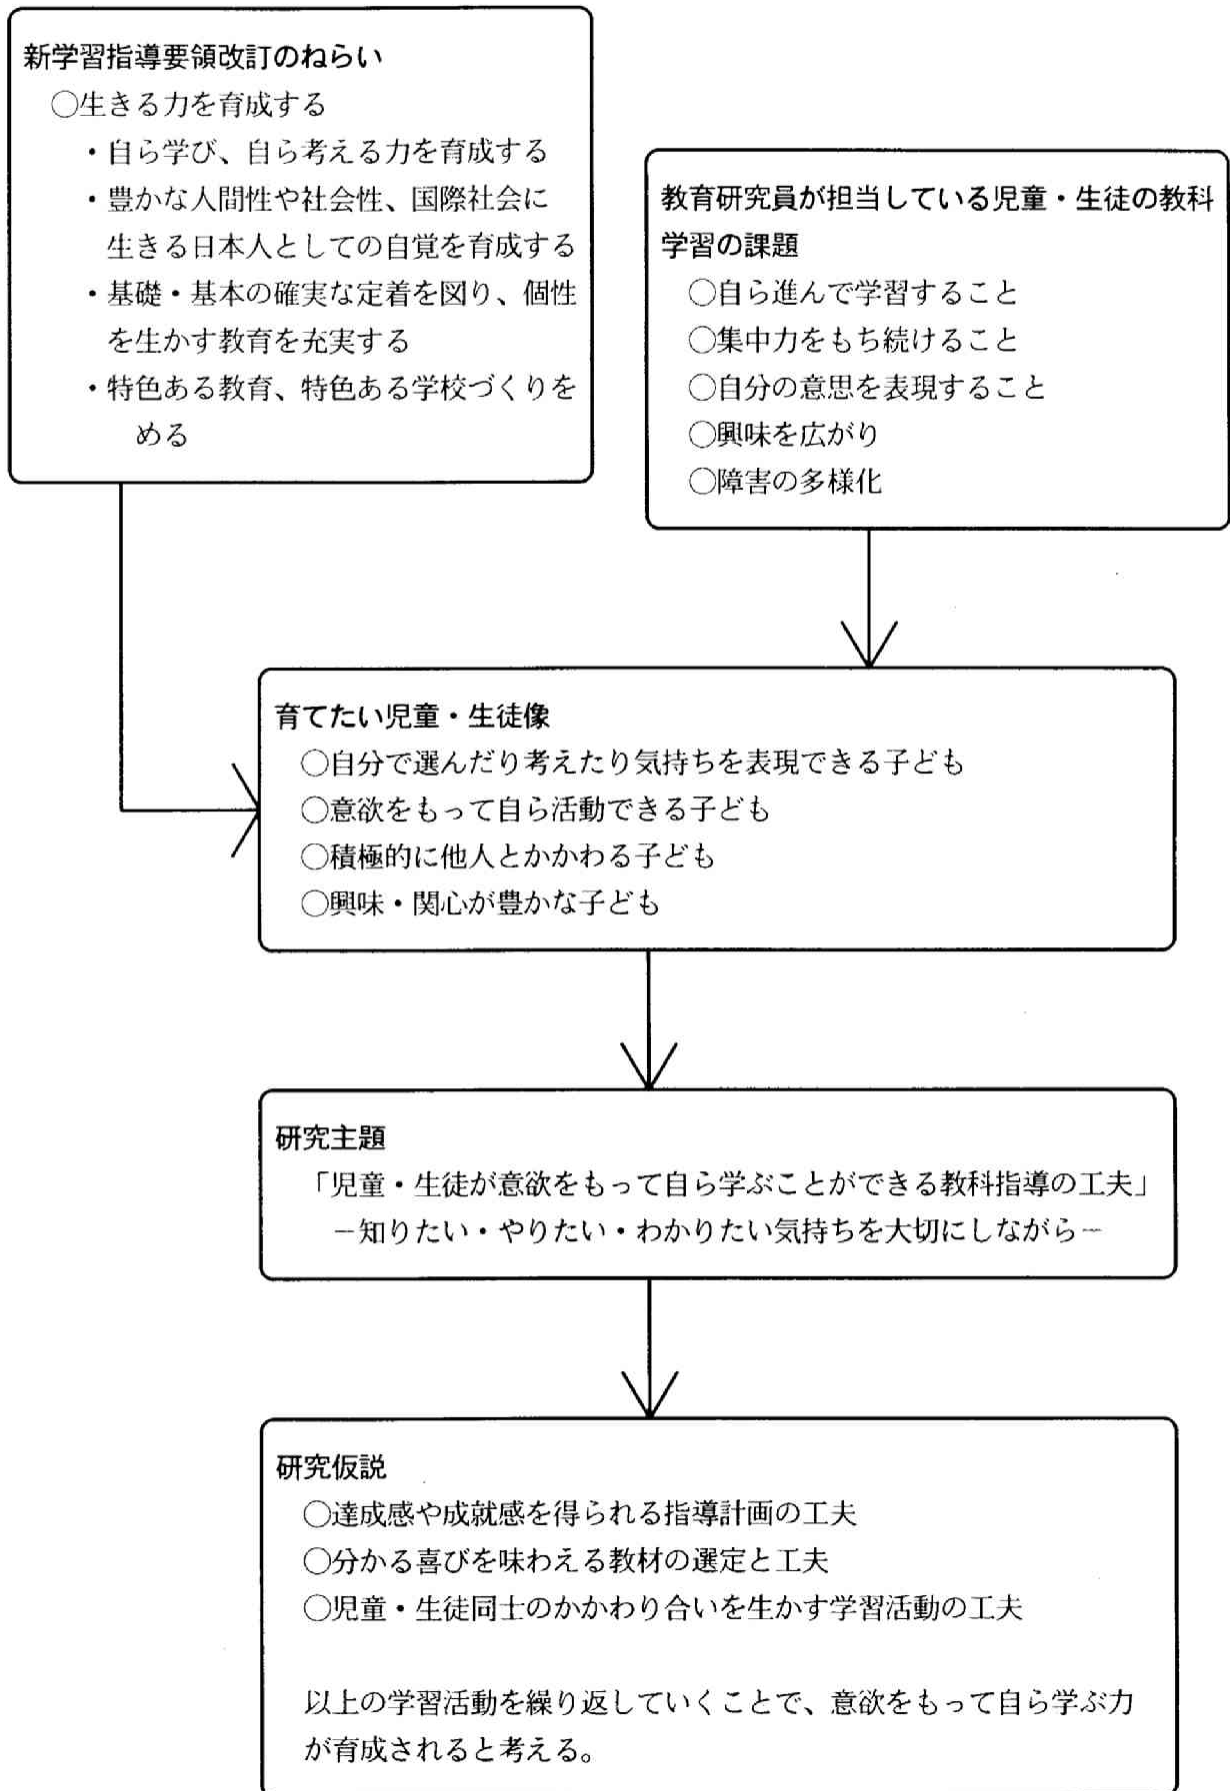 新学習指導要領改訂のねらい
○生きる力を育成する
・自ら学び、自ら考える力を育成する
・豊かな人間性や社会性、国際社会に
生きる日本人としての自覚を育成する
・基礎・基本の確実な定着を図り、個性
を生かす教育を充実する
・特色ある教育、特色ある学校づくりを
める
教育研究員が担当している児童・生徒の教科
学習の課題
○自ら進んで学習すること
○集中力をもち続けること
○自分の意思を表現すること
○興味を広がり
○障害の多様化
育てたい児童・生徒像
○自分で選んだり考えたり気持ちを表現できる子ども
○意欲をもって自ら活動できる子ども
○積極的に他人とかかわる子ども
○興味・関心が豊かな子ども
研究主題
「児童・生徒が意欲をもって自ら学ぶことができる教科指導の工夫」
－知りたい・やりたい・わかりたい気持ちを大切にしながら－
研究仮説
○達成感や成就感を得られる指導計画の工夫
○分かる喜びを味わえる教材の選定と工夫
○児童・生徒同士のかかわり合いを生かす学習活動の工夫
以上の学習活動を繰り返していくことで、意欲をもって自ら学ぶ力
が育成されると考える。